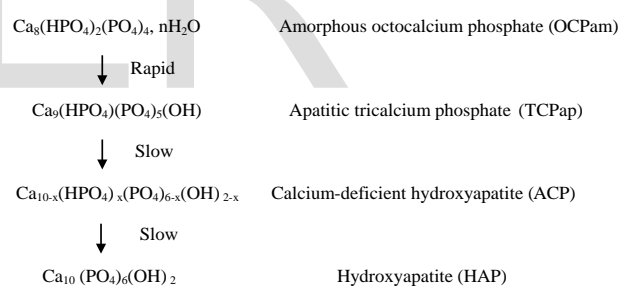 Ca₈(HPO₄)₂(PO₄)₄, nH₂O Amorphous octocalcium phosphate (OCPam)
Rapid
Ca₉(HPO₄)(PO₄)₅(OH) Apatitic tricalcium phosphate (TCPap)
Slow
Ca₁₀₋ₓ(HPO₄) ₓ(PO₄)₆₋ₓ(OH) ₂₋ₓ Calcium-deficient hydroxyapatite (ACP)
Slow
Ca₁₀ (PO₄)₆(OH) ₂ Hydroxyapatite (HAP)